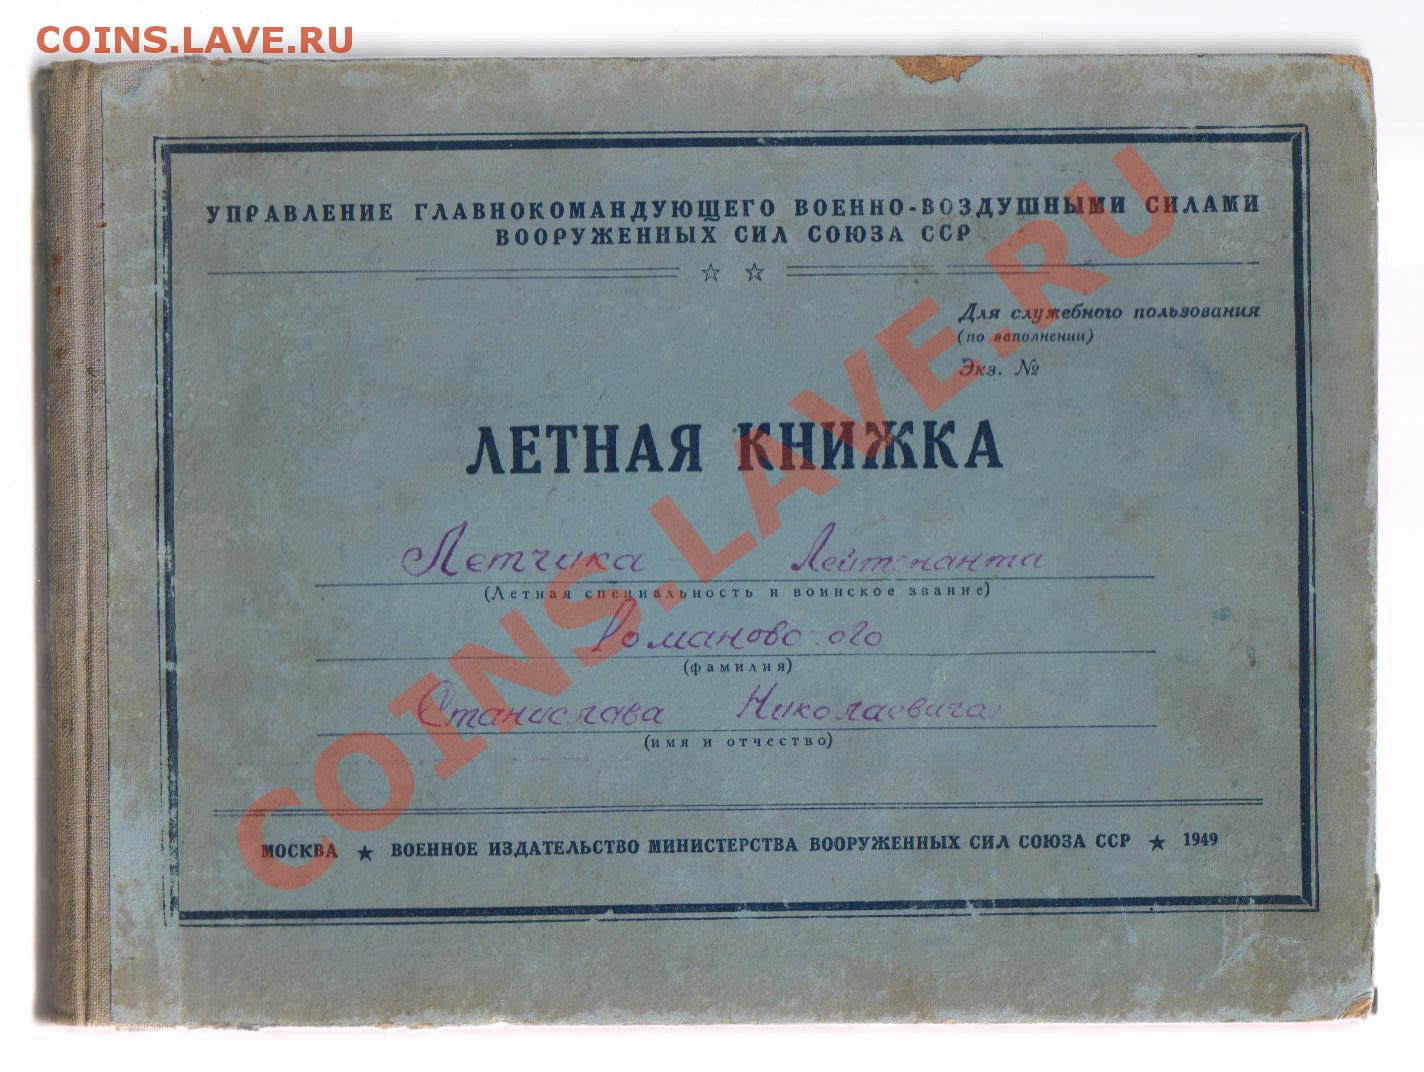 COINS.LAVE.RU
УПРАВЛЕНИЕ ГЛАВНОКОМАНДУЮЩЕГО ВОЕННО-ВОЗДУШНЫМИ СИЛАМИ
ВООРУЖЕННЫХ СИЛ СОЮЗА ССР
Для служебного пользования
(по заполнении)
Экз. №
ЛЕТНАЯ КНИЖКА
Летчика Лейтенанта
(Летная специальность и воинское звание)
Романовского
(фамилия)
Станислава Николаевича
(имя и отчество)
МОСКВА ★ ВОЕННОЕ ИЗДАТЕЛЬСТВО МИНИСТЕРСТВА ВООРУЖЕННЫХ СИЛ СОЮЗА ССР ★ 1949
COINS.LAVE.RU